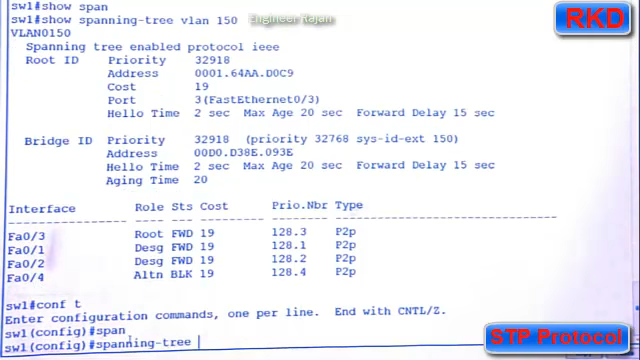 sw1#show span
sw1#show spanning-tree vlan 150
Engineer Rajan
RKD
VLAN0150
Spanning tree enabled protocol ieee
Root ID Priority 32918
Address 0001.64AA.D0C9
Cost 19
Port 3(FastEthernet0/3)
Hello Time 2 sec Max Age 20 sec Forward Delay 15 sec
Bridge ID Priority 32918 (priority 32768 sys-id-ext 150)
Address 00D0.D38E.093E
Hello Time 2 sec Max Age 20 sec Forward Delay 15 sec
Aging Time 20
Interface Role Sts Cost Prio.Nbr Type
Fa0/3 Root FWD 19 128.3 P2p
Fa0/1 Desg FWD 19 128.1 P2p
Fa0/2 Desg FWD 19 128.2 P2p
Fa0/4 Altn BLK 19 128.4 P2p
sw1#conf t
Enter configuration commands, one per line. End with CNTL/Z.
sw1(config)#span
sw1(config)#spanning-tree
STP Protocol